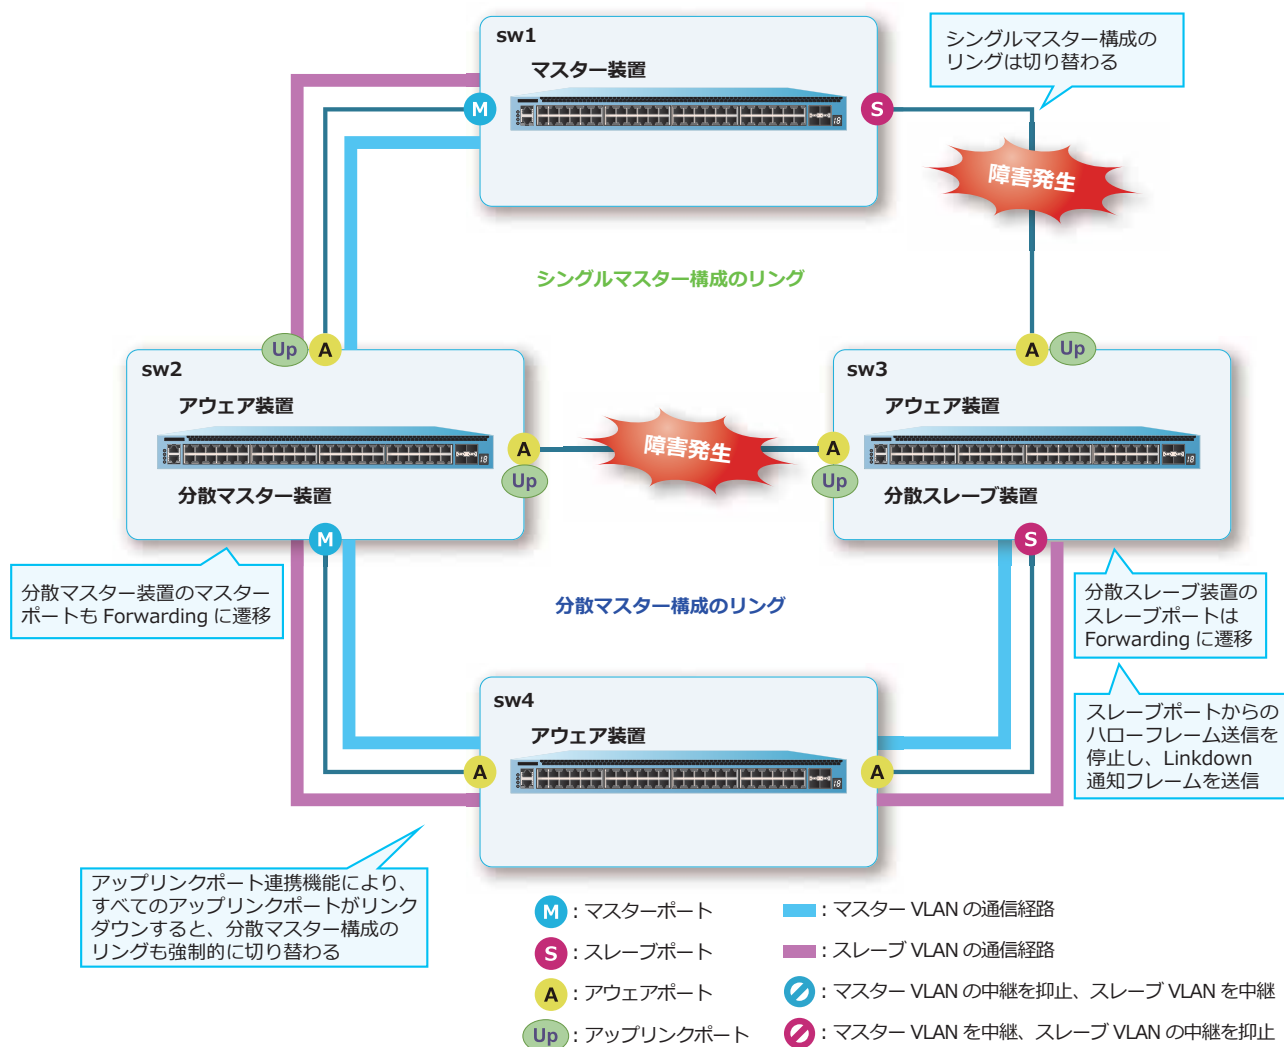 sw1
マスター装置
M
S
シングルマスター構成の
リングは切り替わる
障害発生
シングルマスター構成のリング
Up
A
A
Up
sw2
アウェア装置
分散マスター装置
A
Up
M
障害発生
sw3
アウェア装置
分散スレーブ装置
A
Up
S
分散マスター装置のマスター
ポートも Forwarding に遷移
分散マスター構成のリング
分散スレーブ装置の
スレーブポートは
Forwarding に遷移
スレーブポートからの
ハローフレーム送信を
停止し、Linkdown
通知フレームを送信
sw4
アウェア装置
A
A
アップリンクポート連携機能により、
すべてのアップリンクポートがリンク
ダウンすると、分散マスター構成の
リングも強制的に切り替わる
M : マスターポート
S : スレーブポート
A : アウェアポート
Up : アップリンクポート
: マスター VLAN の通信経路
: スレーブ VLAN の通信経路
: マスター VLAN の中継を抑止、スレーブ VLAN を中継
: マスター VLAN を中継、スレーブ VLAN の中継を抑止